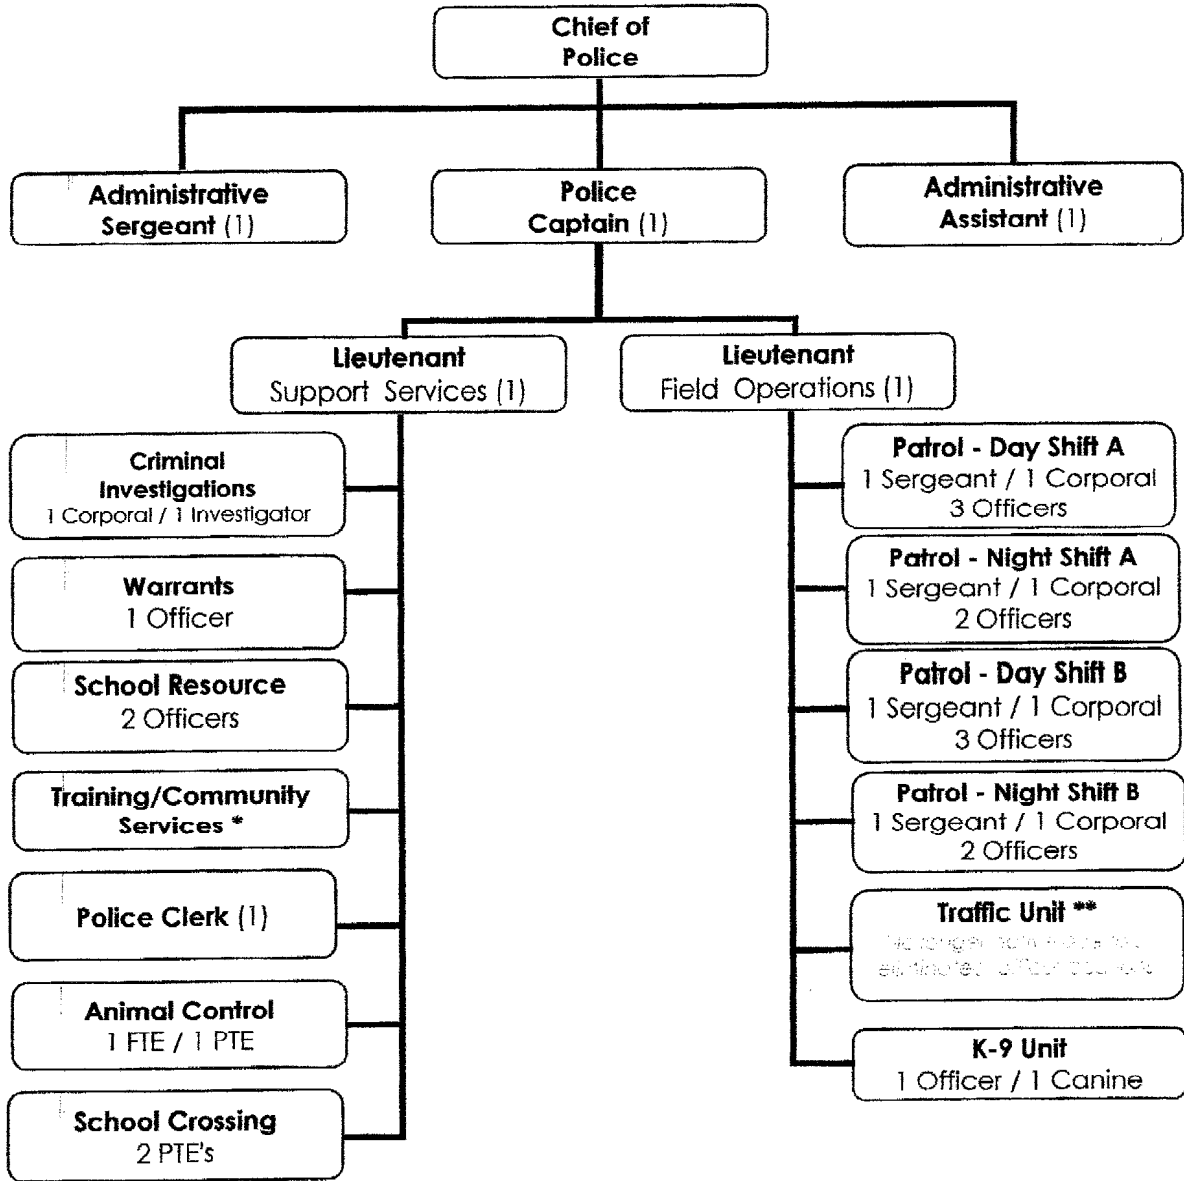 Chief of
Police
Administrative
Sergeant (1)
Police
Captain (1)
Administrative
Assistant (1)
Lieutenant
Support Services (1)
Lieutenant
Field Operations (1)
Criminal
Investigations
1 Corporal / 1 Investigator
Warrants
1 Officer
School Resource
2 Officers
Training/Community
Services *
Police Clerk (1)
Animal Control
1 FTE / 1 PTE
School Crossing
2 PTE's
Patrol - Day Shift A
1 Sergeant / 1 Corporal
3 Officers
Patrol - Night Shift A
1 Sergeant / 1 Corporal
2 Officers
Patrol - Day Shift B
1 Sergeant / 1 Corporal
3 Officers
Patrol - Night Shift B
1 Sergeant / 1 Corporal
2 Officers
Traffic Unit **
No longer
eliminated officer
K-9 Unit
1 Officer / 1 Canine